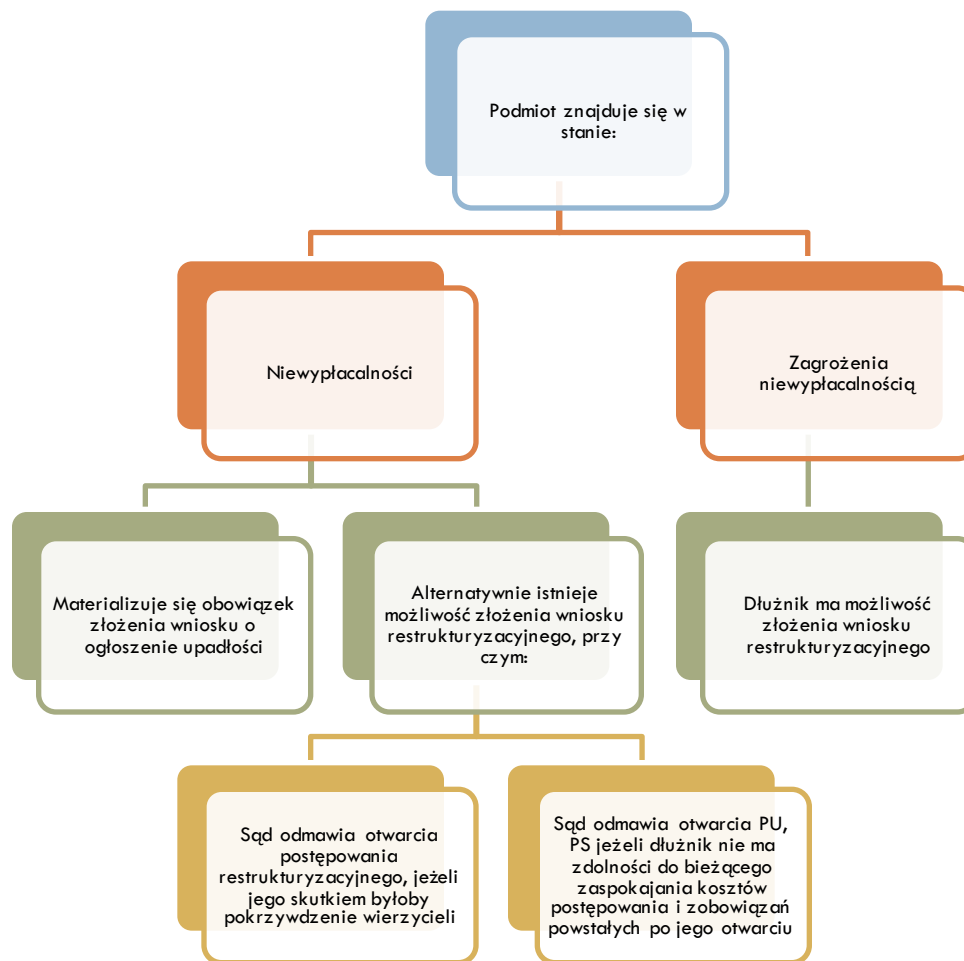 Podmiot znajduje się w
stanie:
Niewypłacalności
Zagrożenia
niewypłacalnością
Materializuje się obowiązek
złożenia wniosku o
ogłoszenie upadłości
Alternatywnie istnieje
możliwość złożenia wniosku
restrukturyzacyjnego, przy
czym:
Dłużnik ma możliwość
złożenia wniosku
restrukturyzacyjnego
Sąd odmawia otwarcia
postępowania
restrukturyzacyjnego, jeżeli
jego skutkiem byłoby
pokrzywdzenie wierzycieli
Sąd odmawia otwarcia PU,
PS jeżeli dłużnik nie ma
zdolności do bieżącego
zaspokajania kosztów
postępowania i zobowiązań
powstałych po jego otwarciu